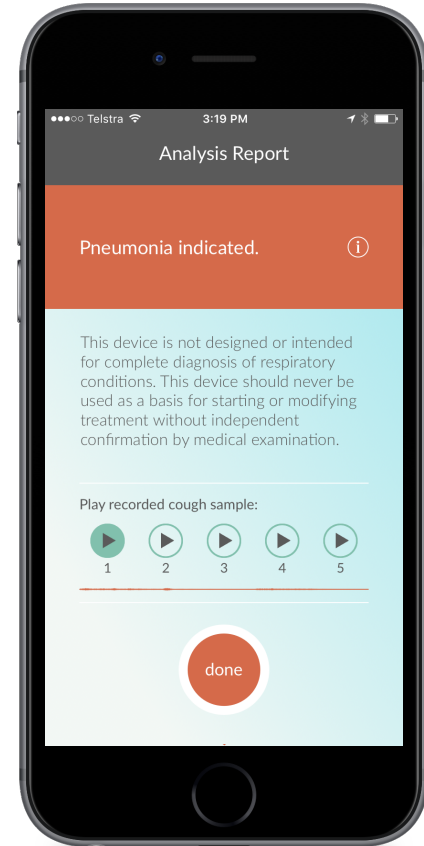 Telstra 3:19 PM
Analysis Report
Pneumonia indicated.
i
This device is not designed or intended
for complete diagnosis of respiratory
conditions. This device should never be
used as a basis for starting or modifying
treatment without independent
confirmation by medical examination.
Play recorded cough sample:
1 2 3 4 5
done